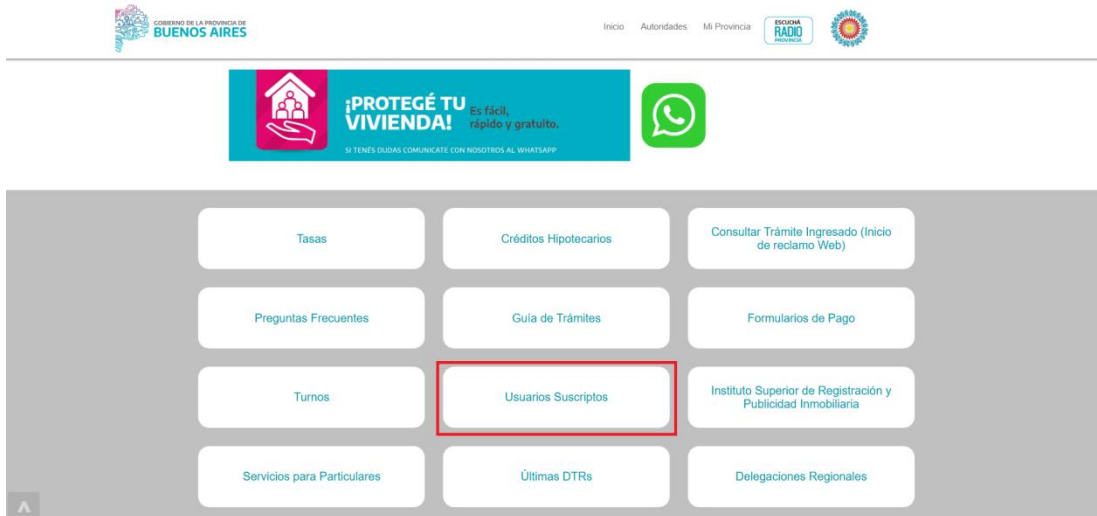 GOBIERNO DE LA PROVINCIA DE
BUENOS AIRES
Inicio Autoridades Mi Provincia
ESCUCHÁ
RADIO
PROVINCIA
¡PROTEGÉ TU
VIVIENDA!
Es fácil,
rápido y gratuito.
SI TENÉS DUDAS COMUNICATE CON NOSOTROS AL WHATSAPP
Tasas
Créditos Hipotecarios
Consultar Trámite Ingresado (Inicio
de reclamo Web)
Preguntas Frecuentes
Guía de Trámites
Formularios de Pago
Turnos
Usuarios Suscriptos
Instituto Superior de Registración y
Publicidad Inmobiliaria
Servicios para Particulares
Últimas DTRs
Delegaciones Regionales